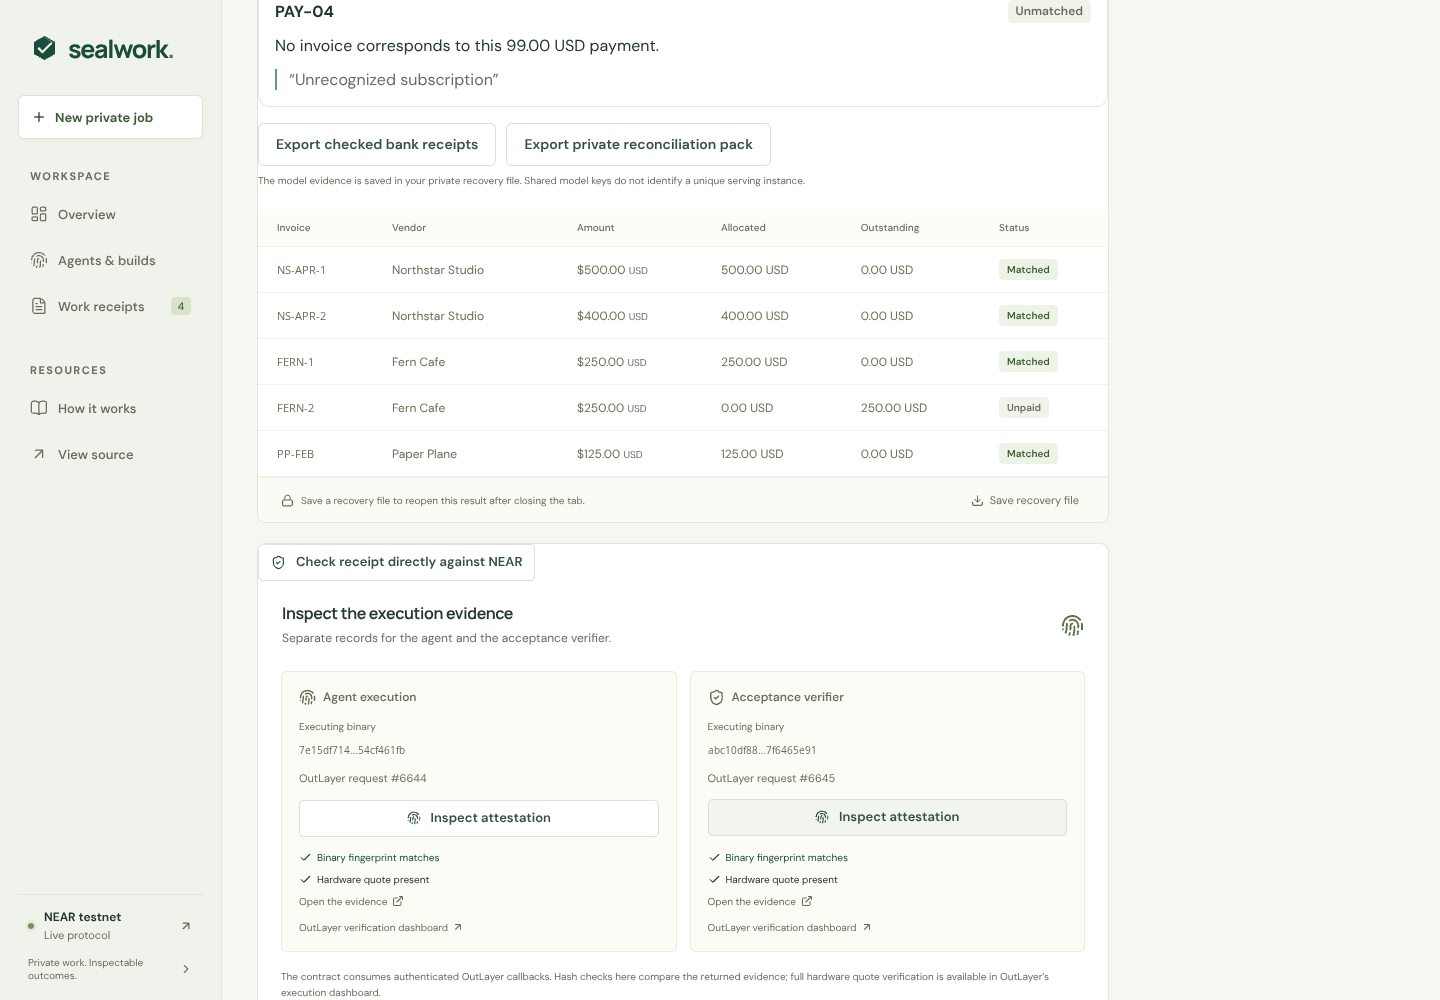 sealwork.
New private job
WORKSPACE
Overview
Agents & builds
Work receipts 4
RESOURCES
How it works
View source
NEAR testnet
Live protocol
Private work. Inspectable
outcomes.
PAY-04 Unmatched
No invoice corresponds to this 99.00 USD payment.
“Unrecognized subscription”
Export checked bank receipts Export private reconciliation pack
The model evidence is saved in your private recovery file. Shared model keys do not identify a unique serving instance.
Invoice Vendor Amount Allocated Outstanding Status
NS-APR-1 Northstar Studio $500.00 USD 500.00 USD 0.00 USD Matched
NS-APR-2 Northstar Studio $400.00 USD 400.00 USD 0.00 USD Matched
FERN-1 Fern Cafe $250.00 USD 250.00 USD 0.00 USD Matched
FERN-2 Fern Cafe $250.00 USD 0.00 USD 250.00 USD Unpaid
PP-FEB Paper Plane $125.00 USD 125.00 USD 0.00 USD Matched
Save a recovery file to reopen this result after closing the tab. Save recovery file
Check receipt directly against NEAR
Inspect the execution evidence
Separate records for the agent and the acceptance verifier.
Agent execution
Executing binary
7e15df714...54cf461fb
OutLayer request #6644
Inspect attestation
Binary fingerprint matches
Hardware quote present
Open the evidence
OutLayer verification dashboard
Acceptance verifier
Executing binary
abc10df88...7f6465e91
OutLayer request #6645
Inspect attestation
Binary fingerprint matches
Hardware quote present
Open the evidence
OutLayer verification dashboard
The contract consumes authenticated OutLayer callbacks. Hash checks here compare the returned evidence; full hardware quote verification is available in OutLayer’s
execution dashboard.